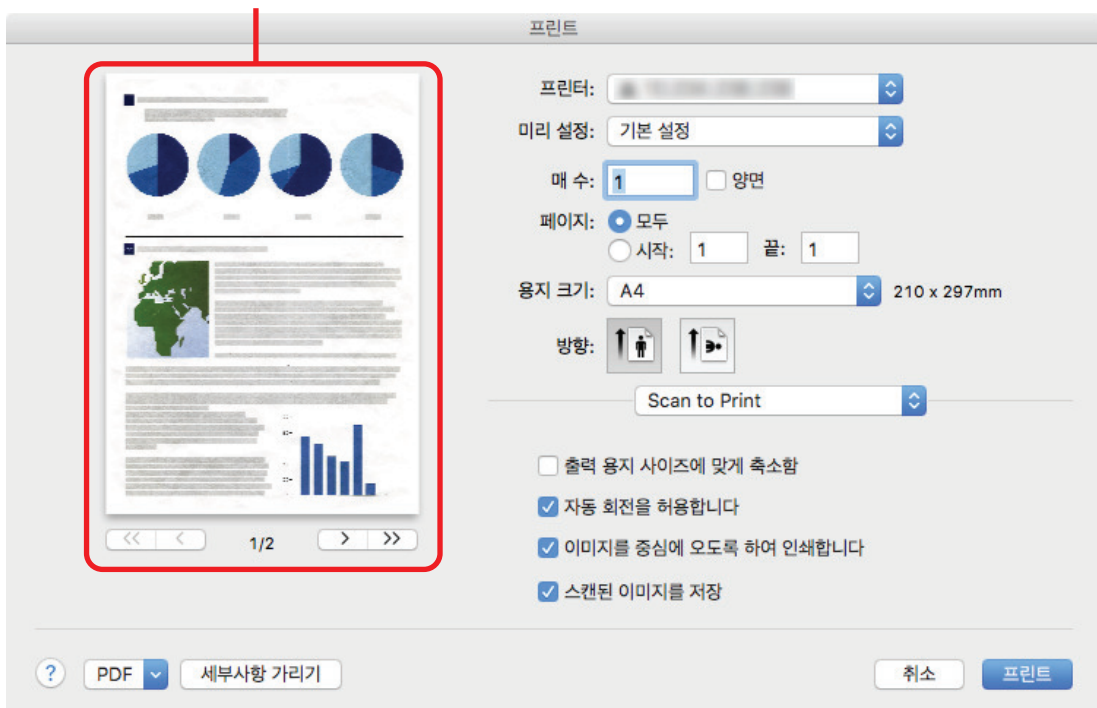 프린트
프린터:
미리 설정: 기본 설정
매 수: 1 양면
페이지: 모두
시작: 1 끝: 1
용지 크기: A4 210 x 297mm
방향:
Scan to Print
출력 용지 사이즈에 맞게 축소함
자동 회전을 허용합니다
이미지를 중심에 오도록 하여 인쇄합니다
스캔된 이미지를 저장
<< < 1/2 > >>
? PDF 세부사항 가리기 취소 프린트